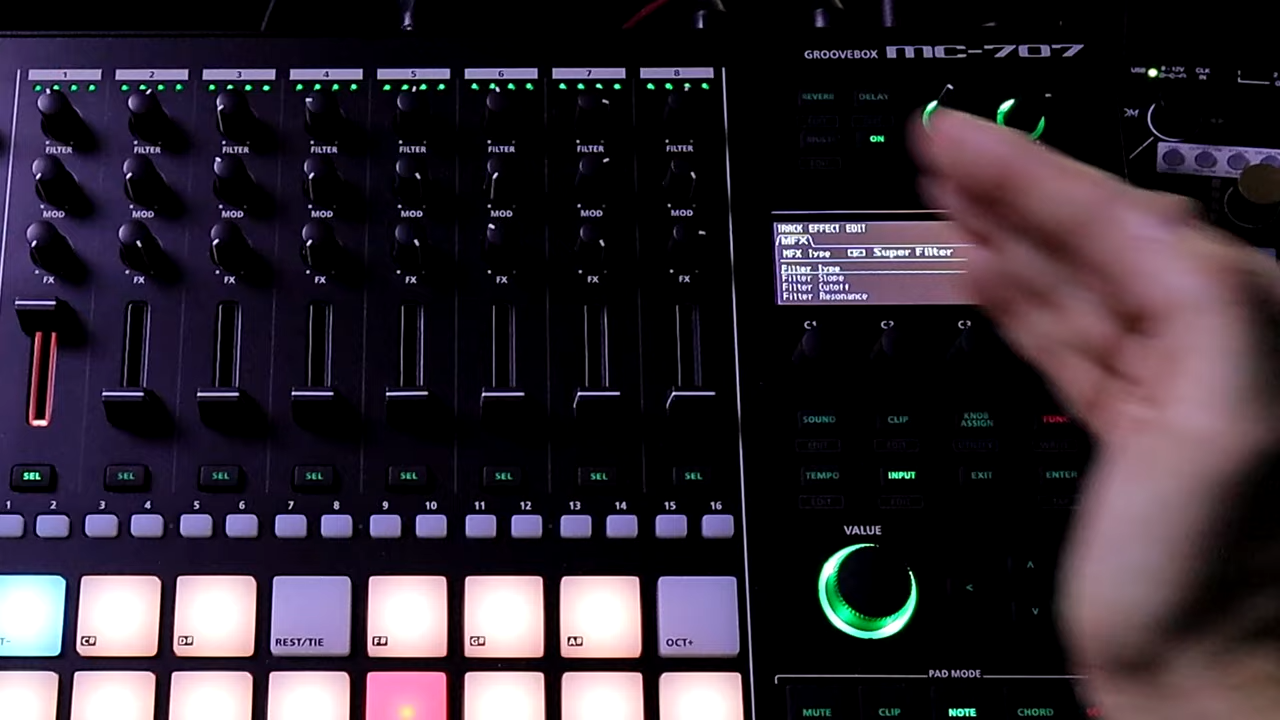 GROOVEBOX MC-707
1 2 3 4 5 6 7 8
USB
CLK IN
REVERB DELAY
ON
FILTER FILTER FILTER FILTER FILTER FILTER FILTER FILTER
MOD MOD MOD MOD MOD MOD MOD MOD
FX FX FX FX FX FX FX FX
TRACK EFFECT EDIT
MFX
MFX Type Super Filter
Filter Type
Filter Slope
Filter Cutoff
Filter Resonance
C1 C2 C3
SOUND CLIP KNOB ASSIGN
TEMPO INPUT EXIT ENTER
SEL SEL SEL SEL SEL SEL SEL SEL
1 2 3 4 5 6 7 8 9 10 11 12 13 14 15 16
VALUE
< ∧ ∨
C# D# REST/TIE F# G# A# OCT+
PAD MODE
MUTE CLIP NOTE CHORD